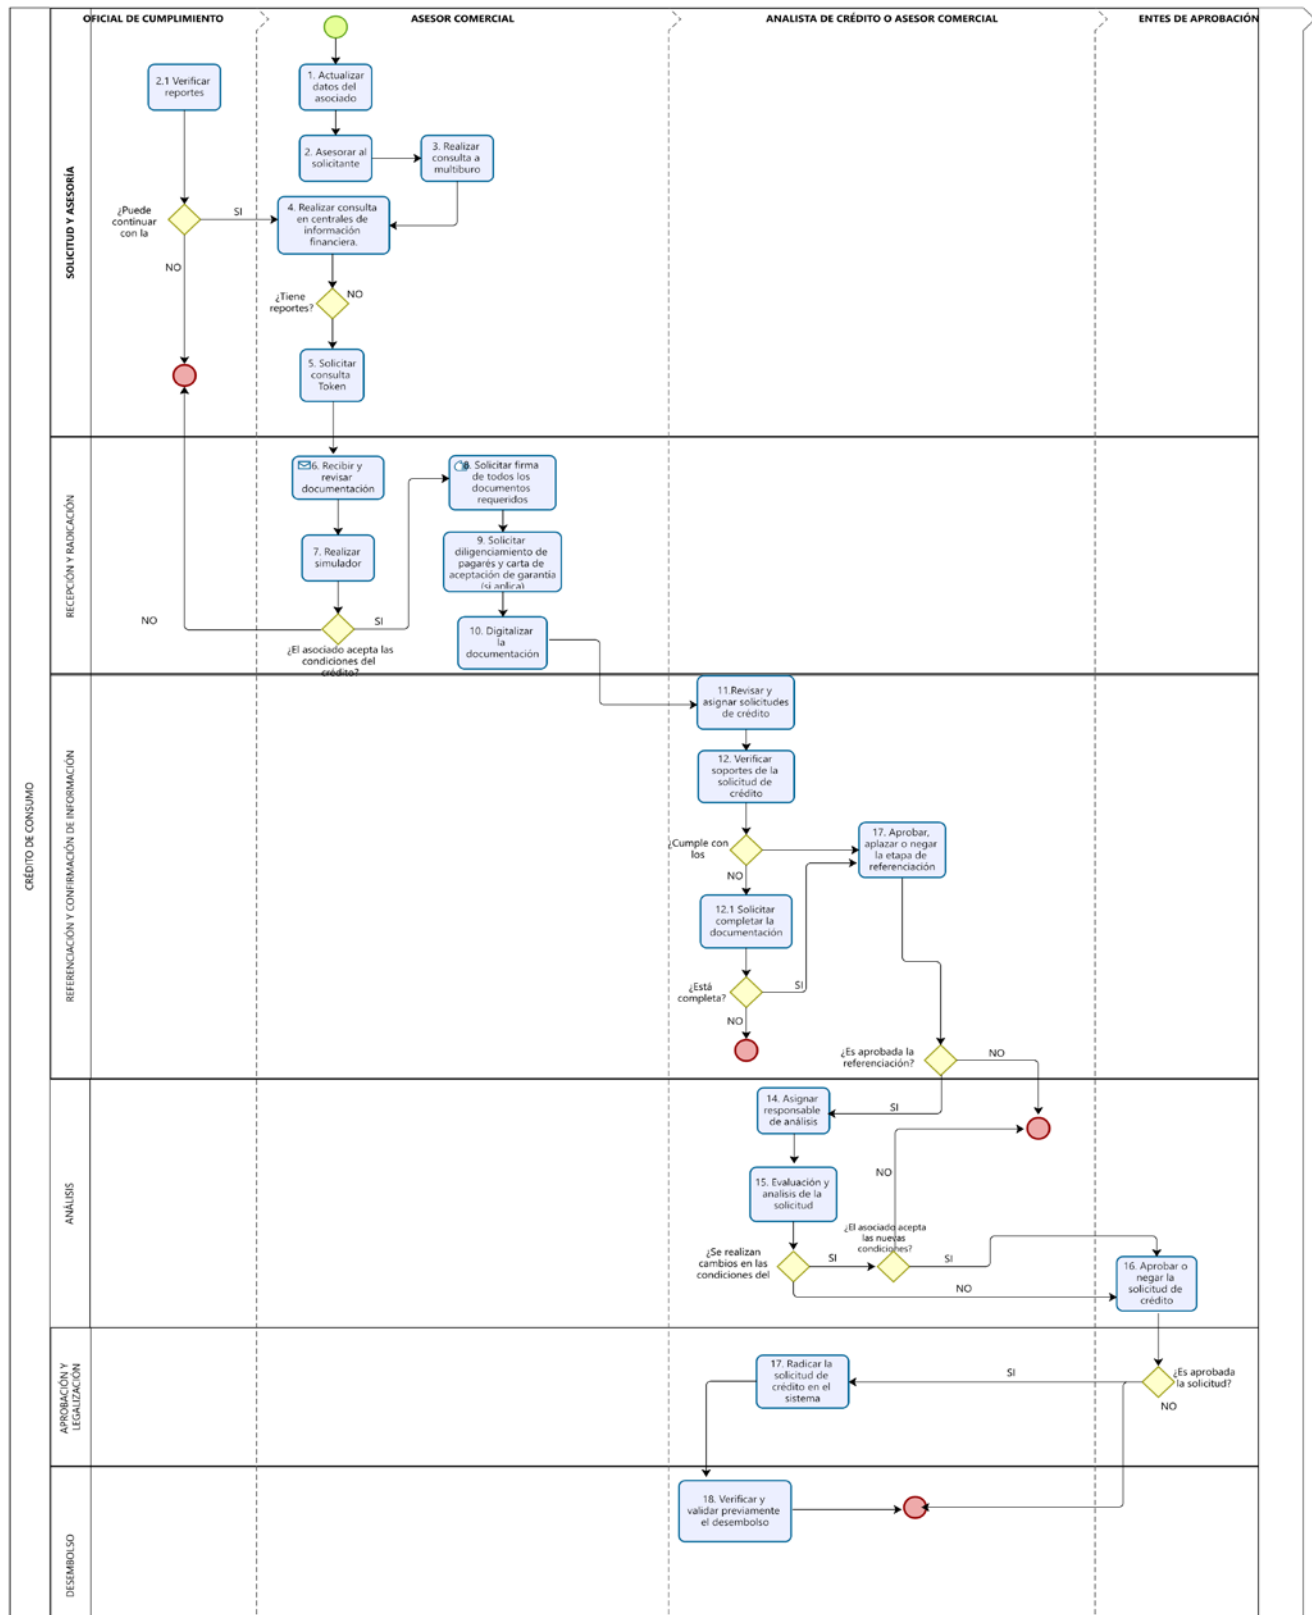 OFICIAL DE CUMPLIMIENTO
ASESOR COMERCIAL
ANALISTA DE CRÉDITO O ASESOR COMERCIAL
ENTES DE APROBACIÓN
CRÉDITO DE CONSUMO
SOLICITUD Y ASESORÍA
2.1 Verificar
reportes
¿Puede
continuar
con la
SI
NO
1. Actualizar
datos del
asociado
2. Asesorar al
solicitante
3. Realizar
consulta a
multiburo
4. Realizar consulta
en centrales de
información
financiera.
¿Tiene
reportes?
NO
5. Solicitar
consulta
Token
RECEPCIÓN Y RADICACIÓN
6. Recibir y
revisar
documentación
7. Realizar
simulador
NO
SI
¿El asociado acepta las
condiciones del
crédito?
8. Solicitar firma
de todos los
documentos
requeridos
9. Solicitar
diligenciamiento de
pagarés y carta de
aceptación de garantía
(si aplica)
10. Digitalizar
la
documentación
REFERENCIACIÓN Y CONFIRMACIÓN DE INFORMACIÓN
11.Revisar y
asignar solicitudes
de crédito
12. Verificar
soportes de la
solicitud de
crédito
¿Cumple con
los
NO
12.1 Solicitar
completar la
documentación
¿Está
completa?
SI
NO
17. Aprobar,
aplazar o negar
la etapa de
referenciación
¿Es aprobada la
referenciación?
NO
ANÁLISIS
SI
14. Asignar
responsable
de análisis
15. Evaluación y
analisis de la
solicitud
¿Se realizan
cambios en las
condiciones del
SI
NO
¿El asociado acepta
las nuevas
condiciones?
SI
NO
16. Aprobar o
negar la
solicitud de
crédito
APROBACIÓN Y
LEGALIZACIÓN
17. Radicar la
solicitud de
crédito en el
sistema
SI
¿Es aprobada
la solicitud?
NO
DESEMBOLSO
18. Verificar y
validar previamente
el desembolso